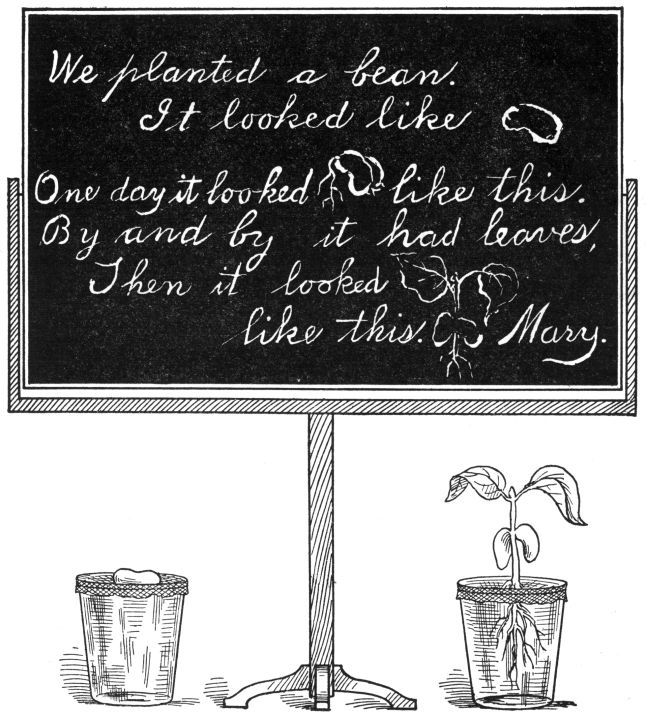 We planted a bean.
It looked like
One day it looked like this.
By and by it had leaves,
Then it looked
like this. Mary.